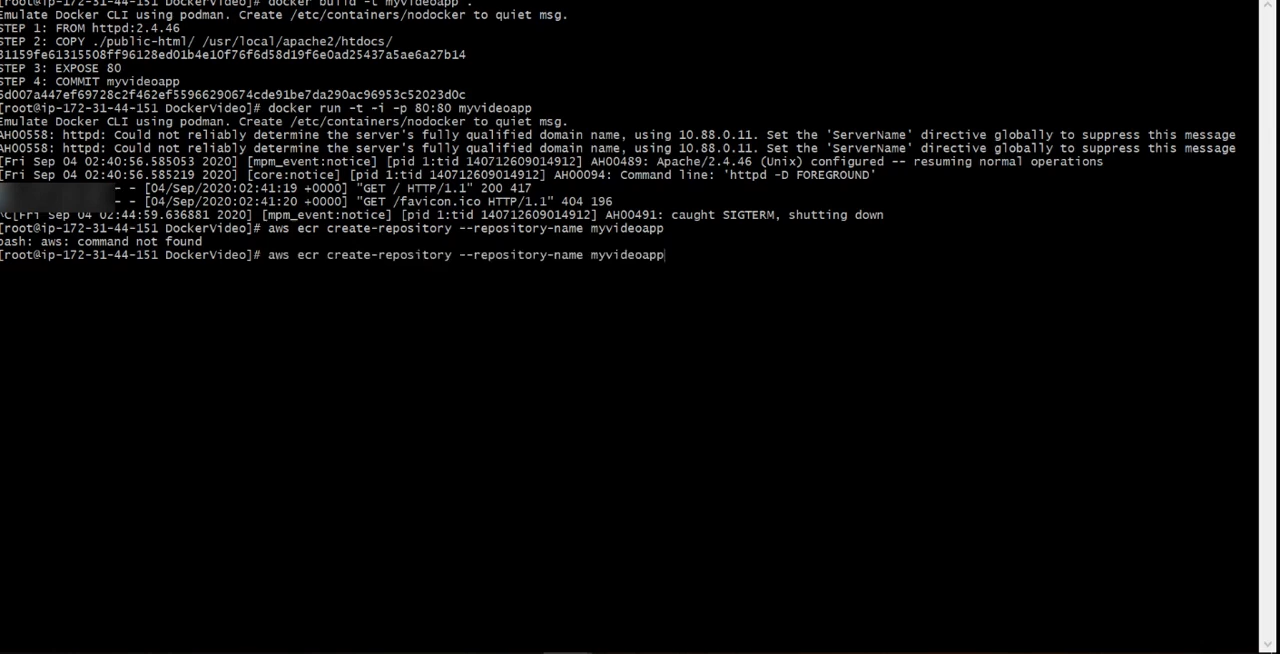 [root@ip-172-31-44-151 DockerVideo]# docker build -t myvideoapp .
Emulate Docker CLI using podman. Create /etc/containers/nodocker to quiet msg.
STEP 1: FROM httpd:2.4.46
STEP 2: COPY ./public-html/ /usr/local/apache2/htdocs/
31159fe61315508ff96128ed01b4e10f76f6d58d19f6e0ad25437a5ae6a27b14
STEP 3: EXPOSE 80
STEP 4: COMMIT myvideoapp
6d007a447ef69728c2f462ef55966290674cde91be7da290ac96953c52023d0c
[root@ip-172-31-44-151 DockerVideo]# docker run -t -i -p 80:80 myvideoapp
Emulate Docker CLI using podman. Create /etc/containers/nodocker to quiet msg.
AH00558: httpd: Could not reliably determine the server's fully qualified domain name, using 10.88.0.11. Set the 'ServerName' directive globally to suppress this message
AH00558: httpd: Could not reliably determine the server's fully qualified domain name, using 10.88.0.11. Set the 'ServerName' directive globally to suppress this message
[Fri Sep 04 02:40:56.585053 2020] [mpm_event:notice] [pid 1:tid 140712609014912] AH00489: Apache/2.4.46 (Unix) configured -- resuming normal operations
[Fri Sep 04 02:40:56.585219 2020] [core:notice] [pid 1:tid 140712609014912] AH00094: Command line: 'httpd -D FOREGROUND'
- - [04/Sep/2020:02:41:19 +0000] "GET / HTTP/1.1" 200 417
- - [04/Sep/2020:02:41:20 +0000] "GET /favicon.ico HTTP/1.1" 404 196
^C[Fri Sep 04 02:44:59.636881 2020] [mpm_event:notice] [pid 1:tid 140712609014912] AH00491: caught SIGTERM, shutting down
[root@ip-172-31-44-151 DockerVideo]# aws ecr create-repository --repository-name myvideoapp
bash: aws: command not found
[root@ip-172-31-44-151 DockerVideo]# aws ecr create-repository --repository-name myvideoapp